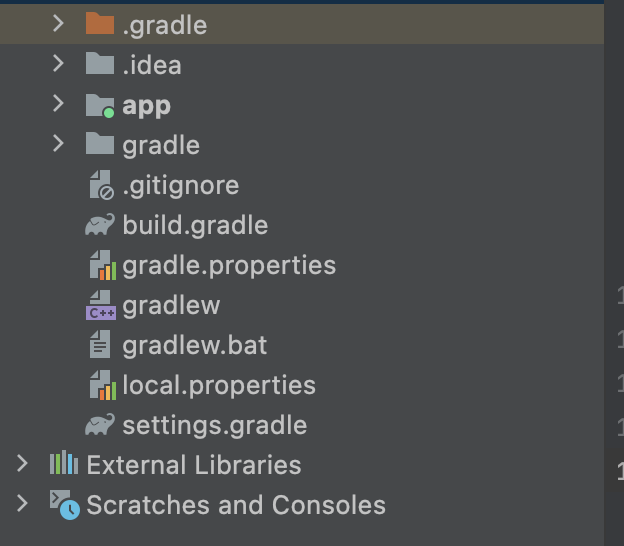 .gradle
.idea
app
gradle
.gitignore
build.gradle
gradle.properties
C++ gradlew
gradlew.bat
local.properties
settings.gradle
External Libraries
Scratches and Consoles